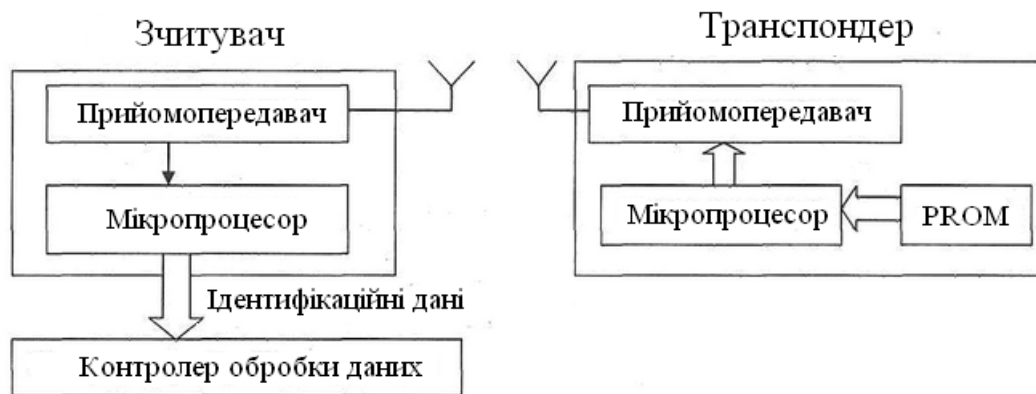 Зчитувач
Транспондер
Прийомопередавач
Прийомопередавач
Мікропроцесор
Мікропроцесор
PROM
Ідентифікаційні дані
Контролер обробки даних